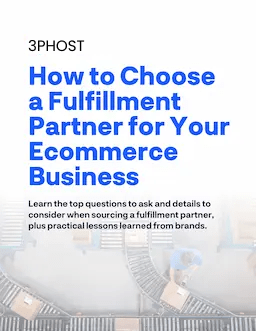 3PHOST
How to Choose
a Fulfillment
Partner for Your
Ecommerce
Business
Learn the top questions to ask and details to
consider when sourcing a fulfillment partner,
plus practical lessons learned from brands.